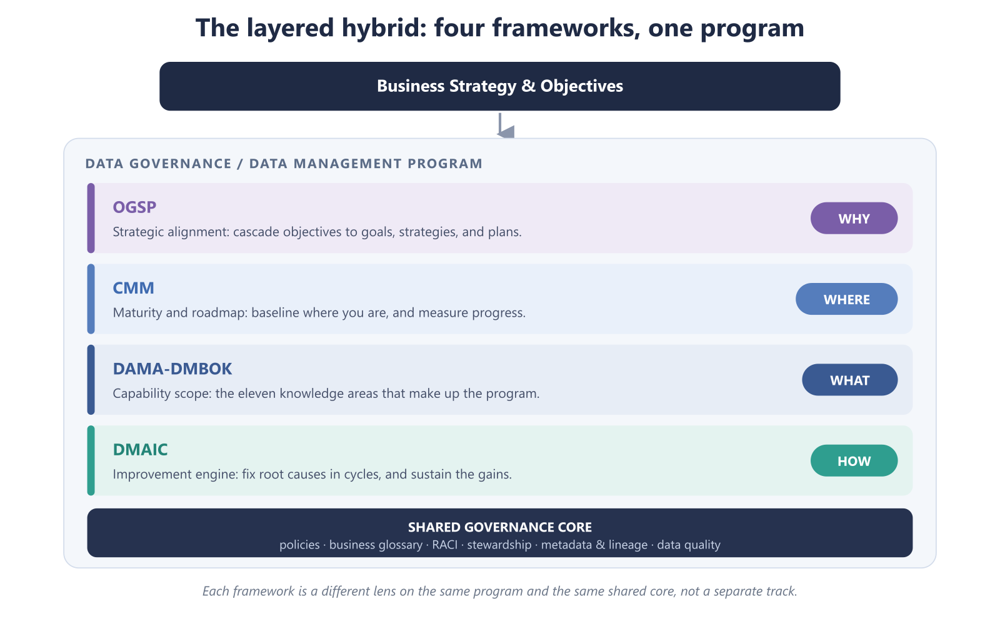 The layered hybrid: four frameworks, one program
Business Strategy & Objectives
DATA GOVERNANCE / DATA MANAGEMENT PROGRAM
OGSP
Strategic alignment: cascade objectives to goals, strategies, and plans.
WHY
CMM
Maturity and roadmap: baseline where you are, and measure progress.
WHERE
DAMA-DMBOK
Capability scope: the eleven knowledge areas that make up the program.
WHAT
DMAIC
Improvement engine: fix root causes in cycles, and sustain the gains.
HOW
SHARED GOVERNANCE CORE
policies · business glossary · RACI · stewardship · metadata & lineage · data quality
Each framework is a different lens on the same program and the same shared core, not a separate track.